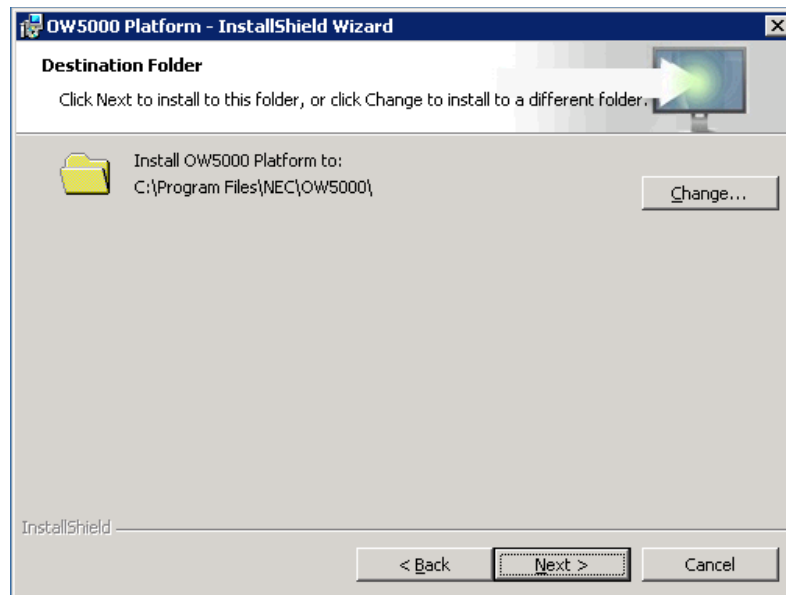 OW5000 Platform - InstallShield Wizard
Destination Folder
Click Next to install to this folder, or click Change to install to a different folder.
Install OW5000 Platform to:
C:\Program Files\NEC\OW5000\
Change...
InstallShield
< Back
Next >
Cancel